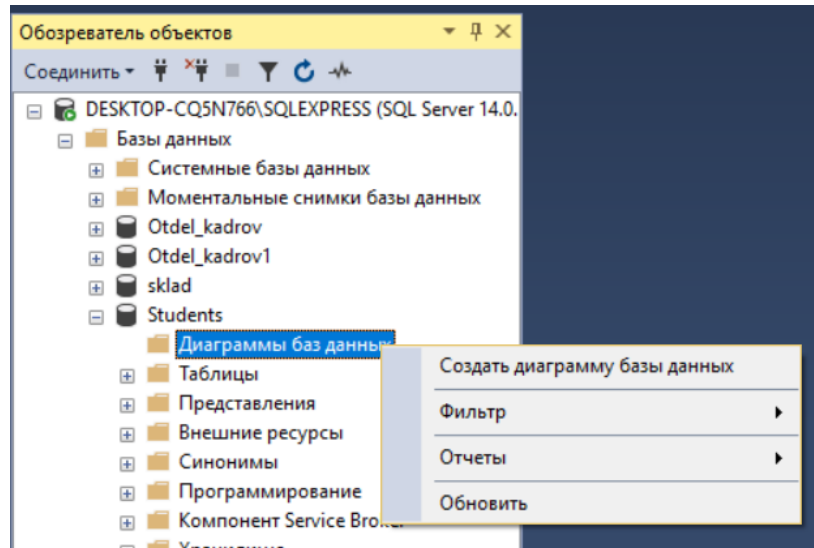 Обозреватель объектов
Соединить
DESKTOP-CQ5N766\SQLEXPRESS (SQL Server 14.0.
Базы данных
Системные базы данных
Моментальные снимки базы данных
Otdel_kadrov
Otdel_kadrov1
sklad
Students
Диаграммы баз данных
Таблицы
Представления
Внешние ресурсы
Синонимы
Программирование
Компонент Service Broker
Хранилище
Создать диаграмму базы данных
Фильтр
Отчеты
Обновить